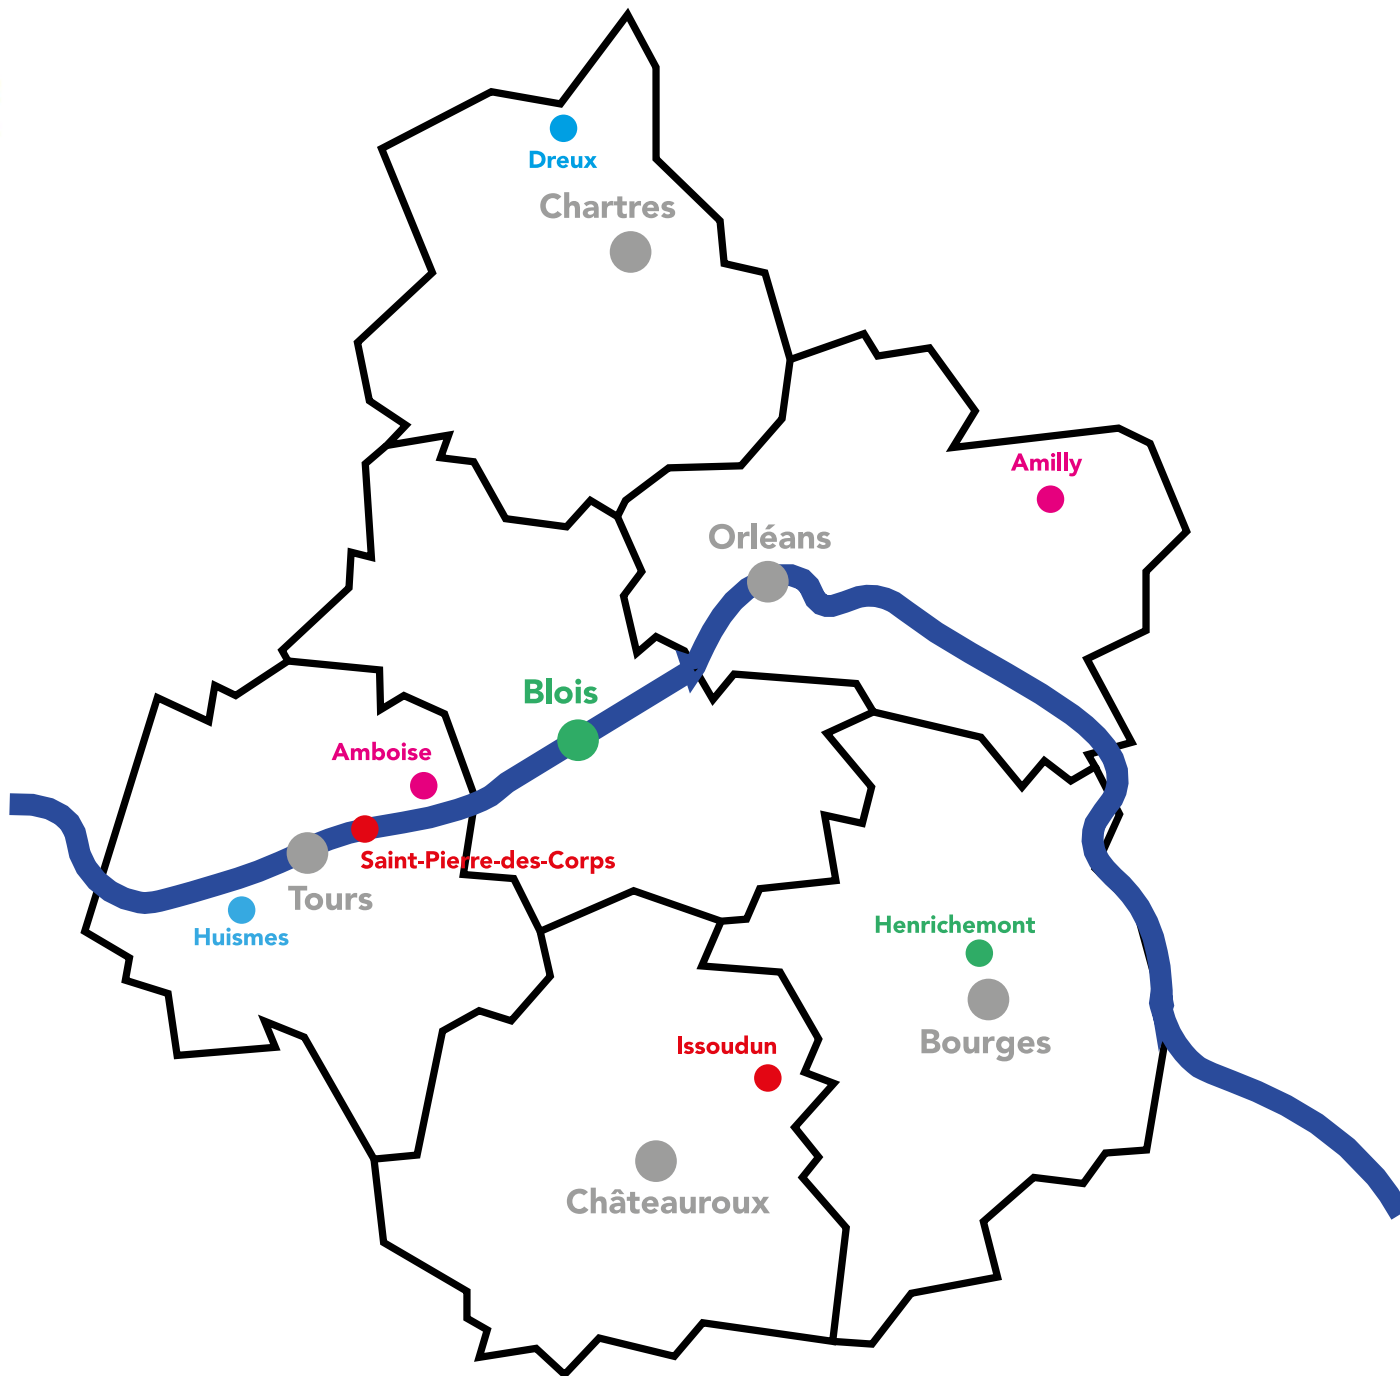 Dreux
Chartres
Amilly
Orléans
Blois
Amboise
Saint-Pierre-des-Corps
Tours
Huismes
Henrichemont
Issoudun
Bourges
Châteauroux